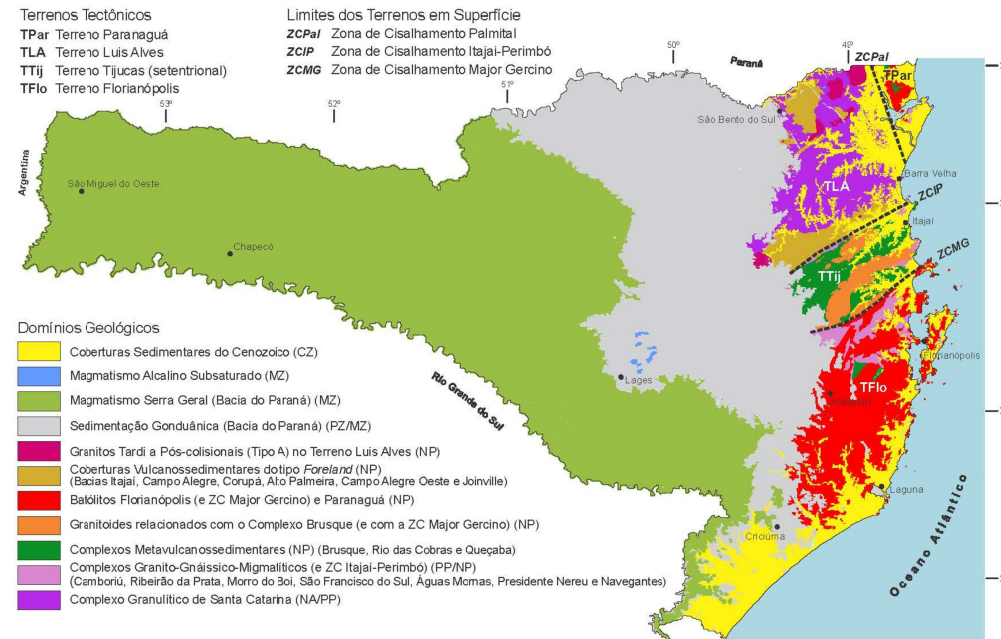 Terrenos Tectônicos
TPar Terreno Paranaguá
TLA Terreno Luis Alves
TTij Terreno Tijucas (setentrional)
TFlo Terreno Florianópolis
Limites dos Terrenos em Superfície
ZCPal Zona de Cisalhamento Palmital
ZCIP Zona de Cisalhamento Itajaí-Perimbó
ZCMG Zona de Cisalhamento Major Gercino
50°
49°
ZCPal
Paraná
TPar
51°
53°
52°
São Bento do Sul
Argentina
São Miguel do Oeste
TLA
Barra Velha
ZCIP
Itajaí
Chapecó
ZCMG
TTij
Florianópolis
Lages
Rio Grande do Sul
TFlo
Laguna
Criciúma
Oceano Atlântico
Domínios Geológicos
Coberturas Sedimentares do Cenozoico (CZ)
Magmatismo Alcalino Subsaturado (MZ)
Magmatismo Serra Geral (Bacia do Paraná) (MZ)
Sedimentação Gonduânica (Bacia do Paraná) (PZ/MZ)
Granitos Tardi a Pós-colisionais (Tipo A) no Terreno Luis Alves (NP)
Coberturas Vulcanossedimentares do tipo Foreland (NP)
(Bacias Itajaí, Campo Alegre, Corupá, Alto Palmeira, Campo Alegre Oeste e Joinville)
Batólitos Florianópolis (e ZC Major Gercino) e Paranaguá (NP)
Granitoides relacionados com o Complexo Brusque (e com a ZC Major Gercino) (NP)
Complexos Metavulcanossedimentares (NP) (Brusque, Rio das Cobras e Queçaba)
Complexos Granito-Gnáissico-Migmalíticos (e ZC Itajaí-Perimbó) (PP/NP)
(Camboriú, Ribeirão da Prata, Morro do Boi, São Francisco do Sul, Águas Mornas, Presidente Nereu e Navegantes)
Complexo Granulítico de Santa Catarina (NA/PP)